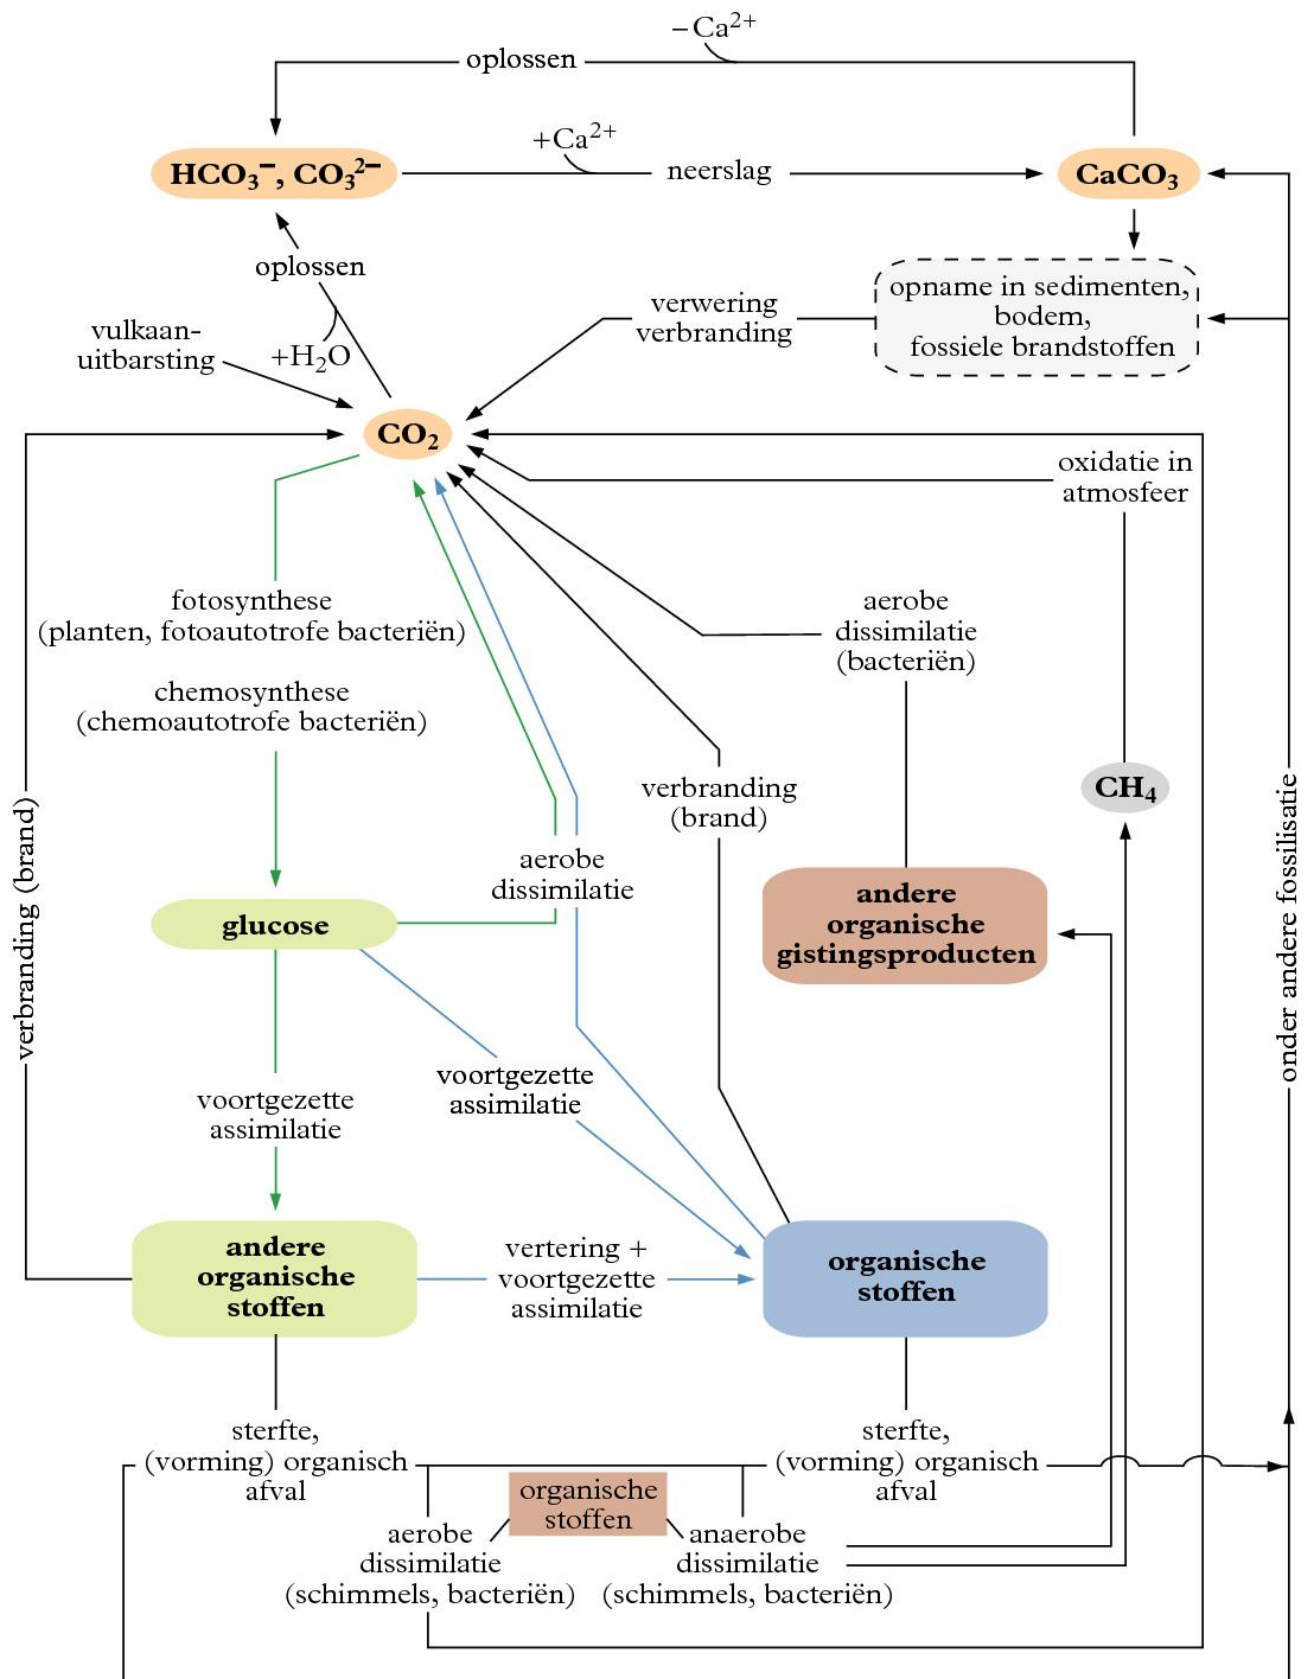 −Ca²⁺
oplossen
+Ca²⁺
HCO₃⁻, CO₃²⁻
neerslag
CaCO₃
oplossen
opname in sedimenten,
bodem,
fossiele brandstoffen
verwering
verbranding
vulkaan-
uitbarsting
+H₂O
CO₂
oxidatie in
atmosfeer
fotosynthese
(planten, fotoautotrofe bacteriën)
aerobe
dissimilatie
(bacteriën)
chemosynthese
(chemoautotrofe bacteriën)
verbranding
(brand)
CH₄
verbranding (brand)
aerobe
dissimilatie
andere
organische
gistingsproducten
onder andere fossilisatie
glucose
voortgezette
assimilatie
voortgezette
assimilatie
andere
organische
stoffen
vertering +
voortgezette
assimilatie
organische
stoffen
sterfte,
(vorming) organisch
afval
sterfte,
(vorming) organisch
afval
organische
stoffen
aerobe
dissimilatie
(schimmels, bacteriën)
anaerobe
dissimilatie
(schimmels, bacteriën)